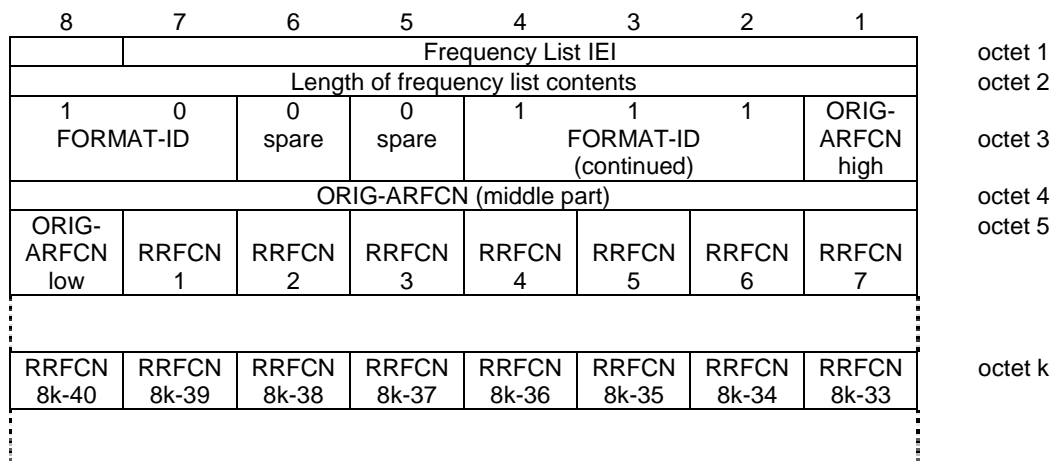 8 7 6 5 4 3 2 1
Frequency List IEI octet 1
Length of frequency list contents octet 2
1 0 0 0 1 1 1 ORIG-
FORMAT-ID spare spare FORMAT-ID ARFCN octet 3
(continued) high
ORIG-ARFCN (middle part) octet 4
ORIG- octet 5
ARFCN RRFCN RRFCN RRFCN RRFCN RRFCN RRFCN RRFCN
low 1 2 3 4 5 6 7
RRFCN RRFCN RRFCN RRFCN RRFCN RRFCN RRFCN RRFCN octet k
8k-40 8k-39 8k-38 8k-37 8k-36 8k-35 8k-34 8k-33